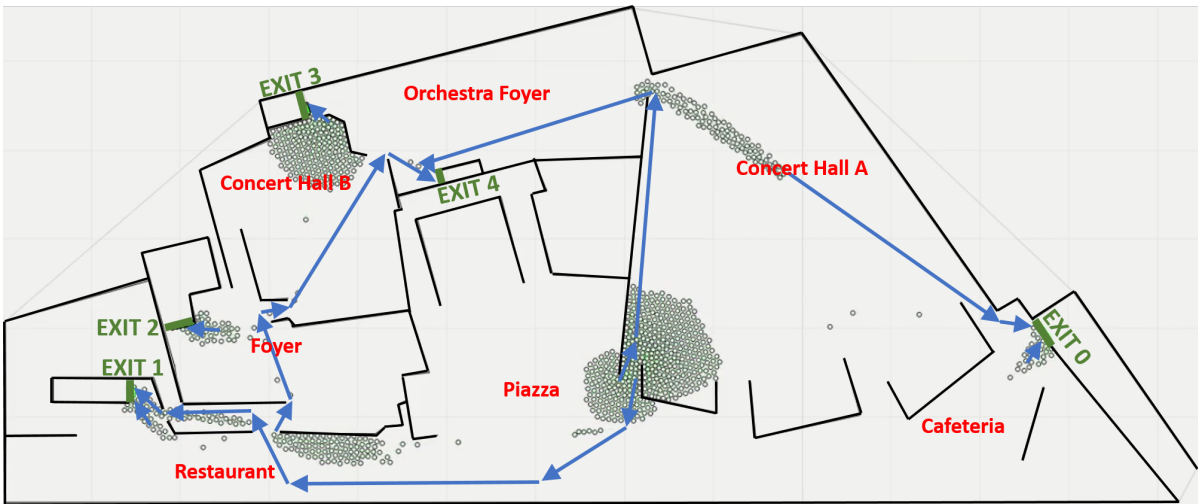 EXIT 3
Orchestra Foyer
Concert Hall A
Concert Hall B
EXIT 4
EXIT 2
Foyer
EXIT 0
EXIT 1
Piazza
Cafeteria
Restaurant